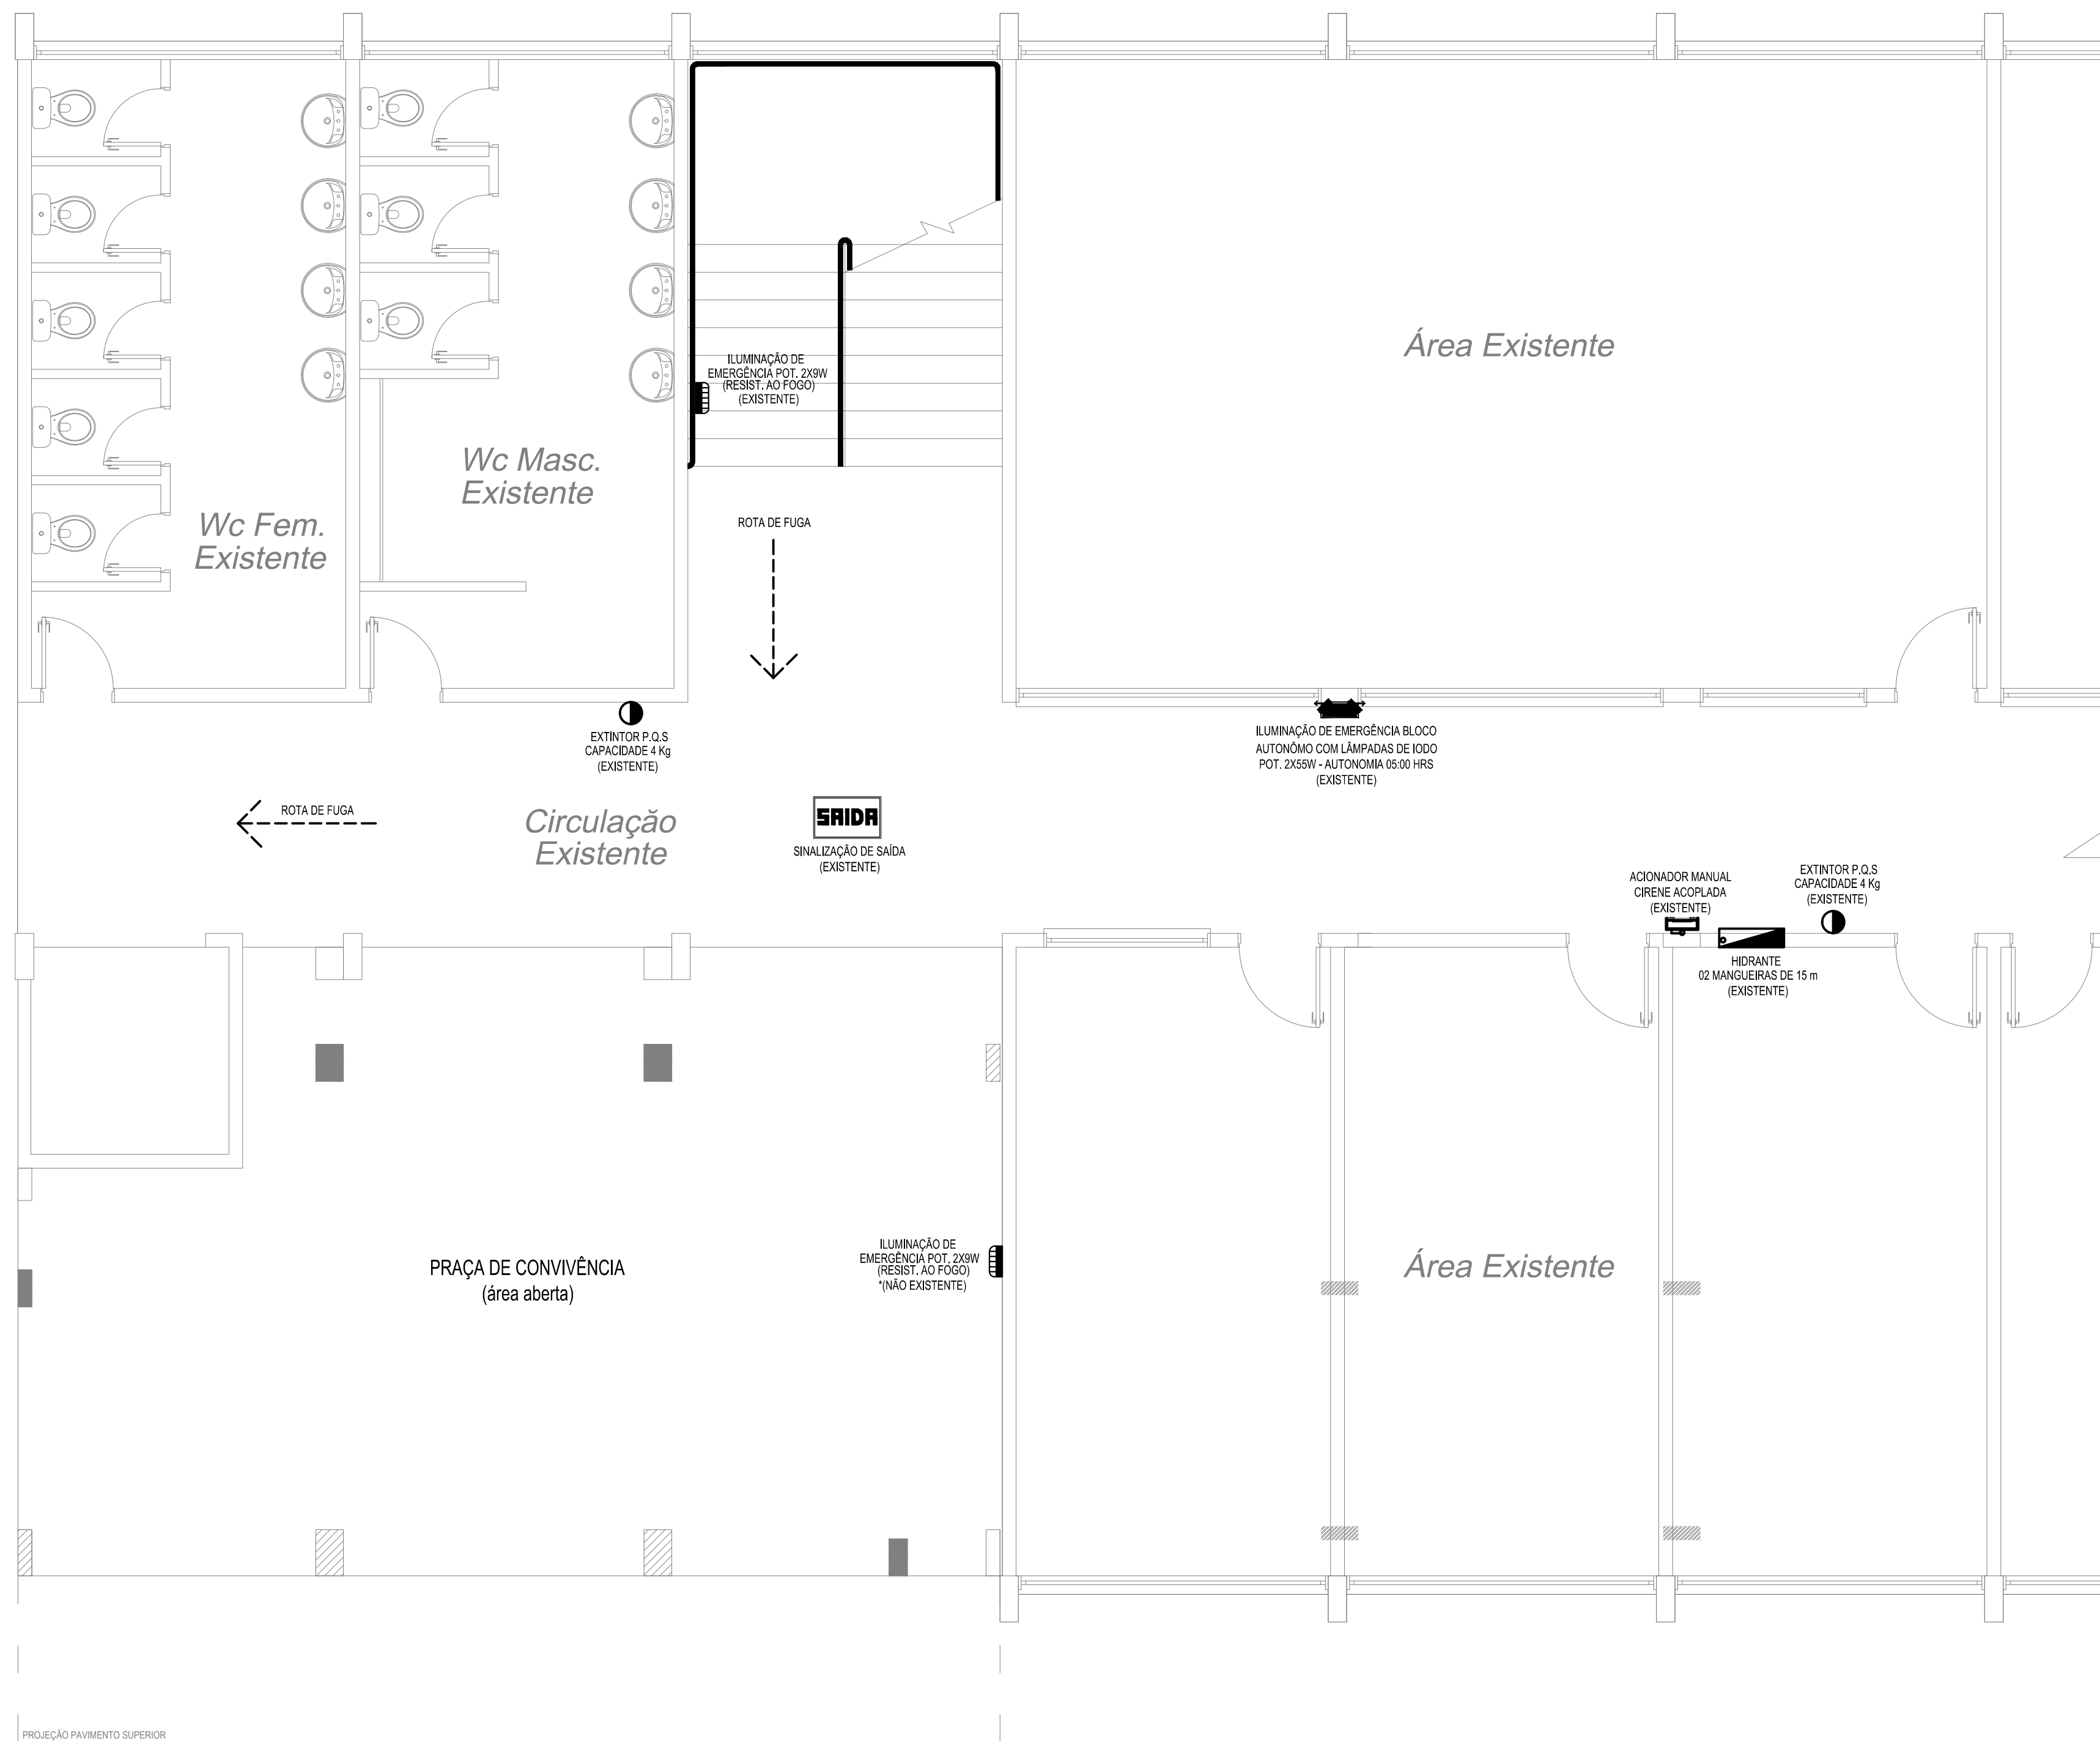 ILUMINAÇÃO DE
EMERGÊNCIA POT. 2X9W
(RESIST. AO FOGO)
(EXISTENTE)
Área Existente
Wc Masc.
Existente
Wc Fem.
Existente
ROTA DE FUGA
EXTINTOR P.Q.S
CAPACIDADE 4 Kg
(EXISTENTE)
ILUMINAÇÃO DE EMERGÊNCIA BLOCO
AUTONÔMO COM LÂMPADAS DE IODO
POT. 2X55W - AUTONOMIA 05:00 HRS
(EXISTENTE)
ROTA DE FUGA
Circulação
Existente
SAIDA
SINALIZAÇÃO DE SAÍDA
(EXISTENTE)
ACIONADOR MANUAL
CIRENE ACOPLADA
(EXISTENTE)
EXTINTOR P.Q.S
CAPACIDADE 4 Kg
(EXISTENTE)
HIDRANTE
02 MANGUEIRAS DE 15 m
(EXISTENTE)
PRAÇA DE CONVIVÊNCIA
(área aberta)
ILUMINAÇÃO DE
EMERGÊNCIA POT. 2X9W
(RESIST. AO FOGO)
*(NÃO EXISTENTE)
Área Existente
PROJEÇÃO PAVIMENTO SUPERIOR